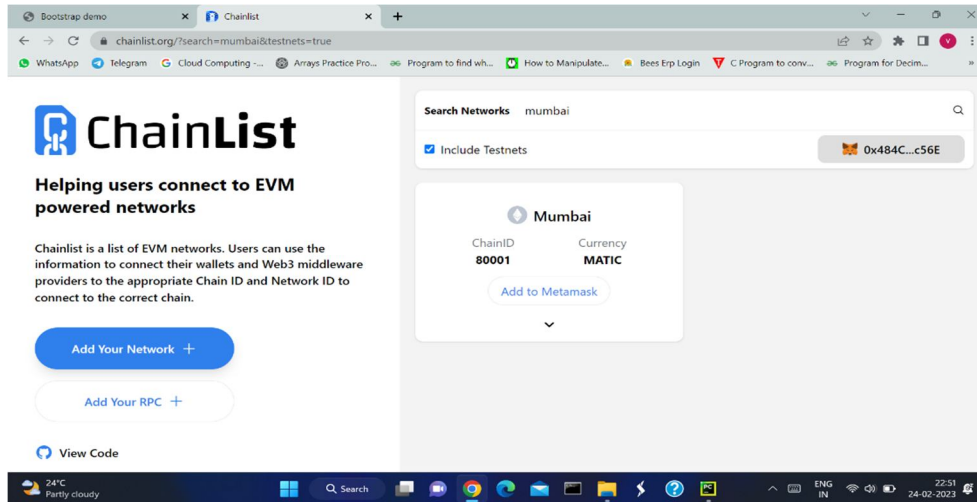 Bootstrap demo
Chainlist
chainlist.org/?search=mumbai&testnets=true
WhatsApp Telegram Cloud Computing -... Arrays Practice Pro... Program to find wh... How to Manipulate... Bees Erp Login C Program to conv... Program for Decim... »
ChainList
Helping users connect to EVM
powered networks
Chainlist is a list of EVM networks. Users can use the
information to connect their wallets and Web3 middleware
providers to the appropriate Chain ID and Network ID to
connect to the correct chain.
Add Your Network +
Add Your RPC +
View Code
Search Networks mumbai
Include Testnets
0x484C...c56E
Mumbai
ChainID Currency
80001 MATIC
Add to Metamask
24°C
Partly cloudy
Search
ENG
IN
22:51
24-02-2023